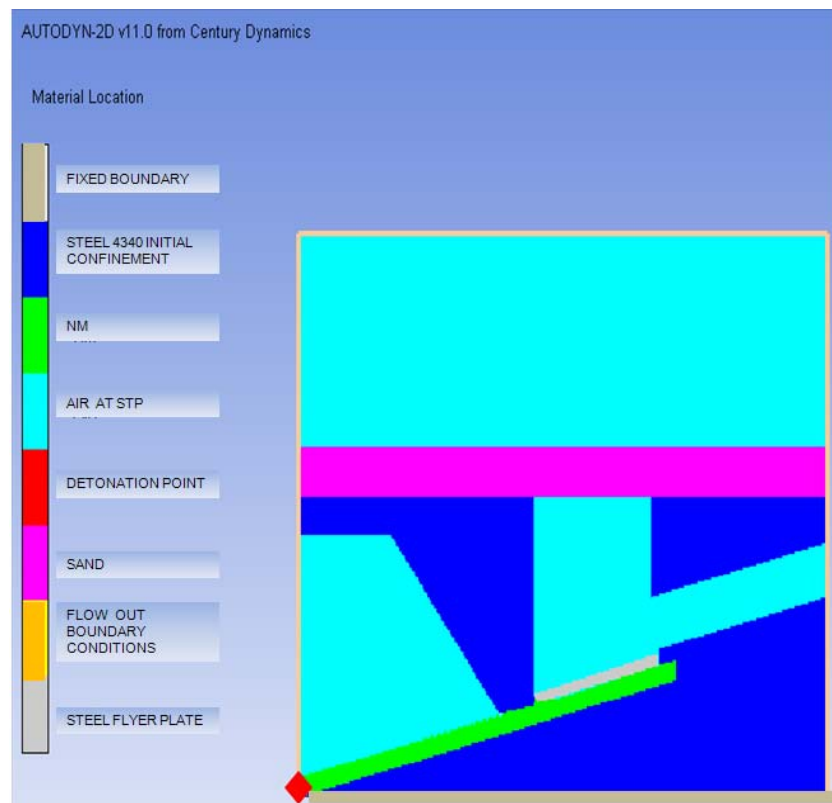 AUTODYN-2D v11.0 from Century Dynamics
Material Location
FIXED BOUNDARY
STEEL 4340 INITIAL
CONFINEMENT
NM
AIR AT STP
DETONATION POINT
SAND
FLOW OUT
BOUNDARY
CONDITIONS
STEEL FLYER PLATE